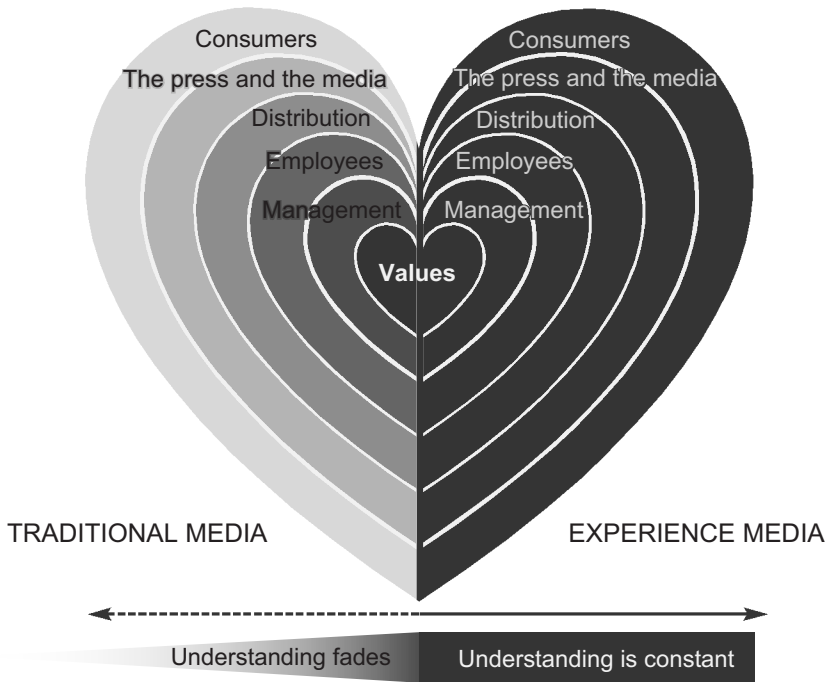 Consumers
Consumers
The press and the media
The press and the media
Distribution
Distribution
Employees
Employees
Management
Management
Values
TRADITIONAL MEDIA
EXPERIENCE MEDIA
Understanding fades
Understanding is constant